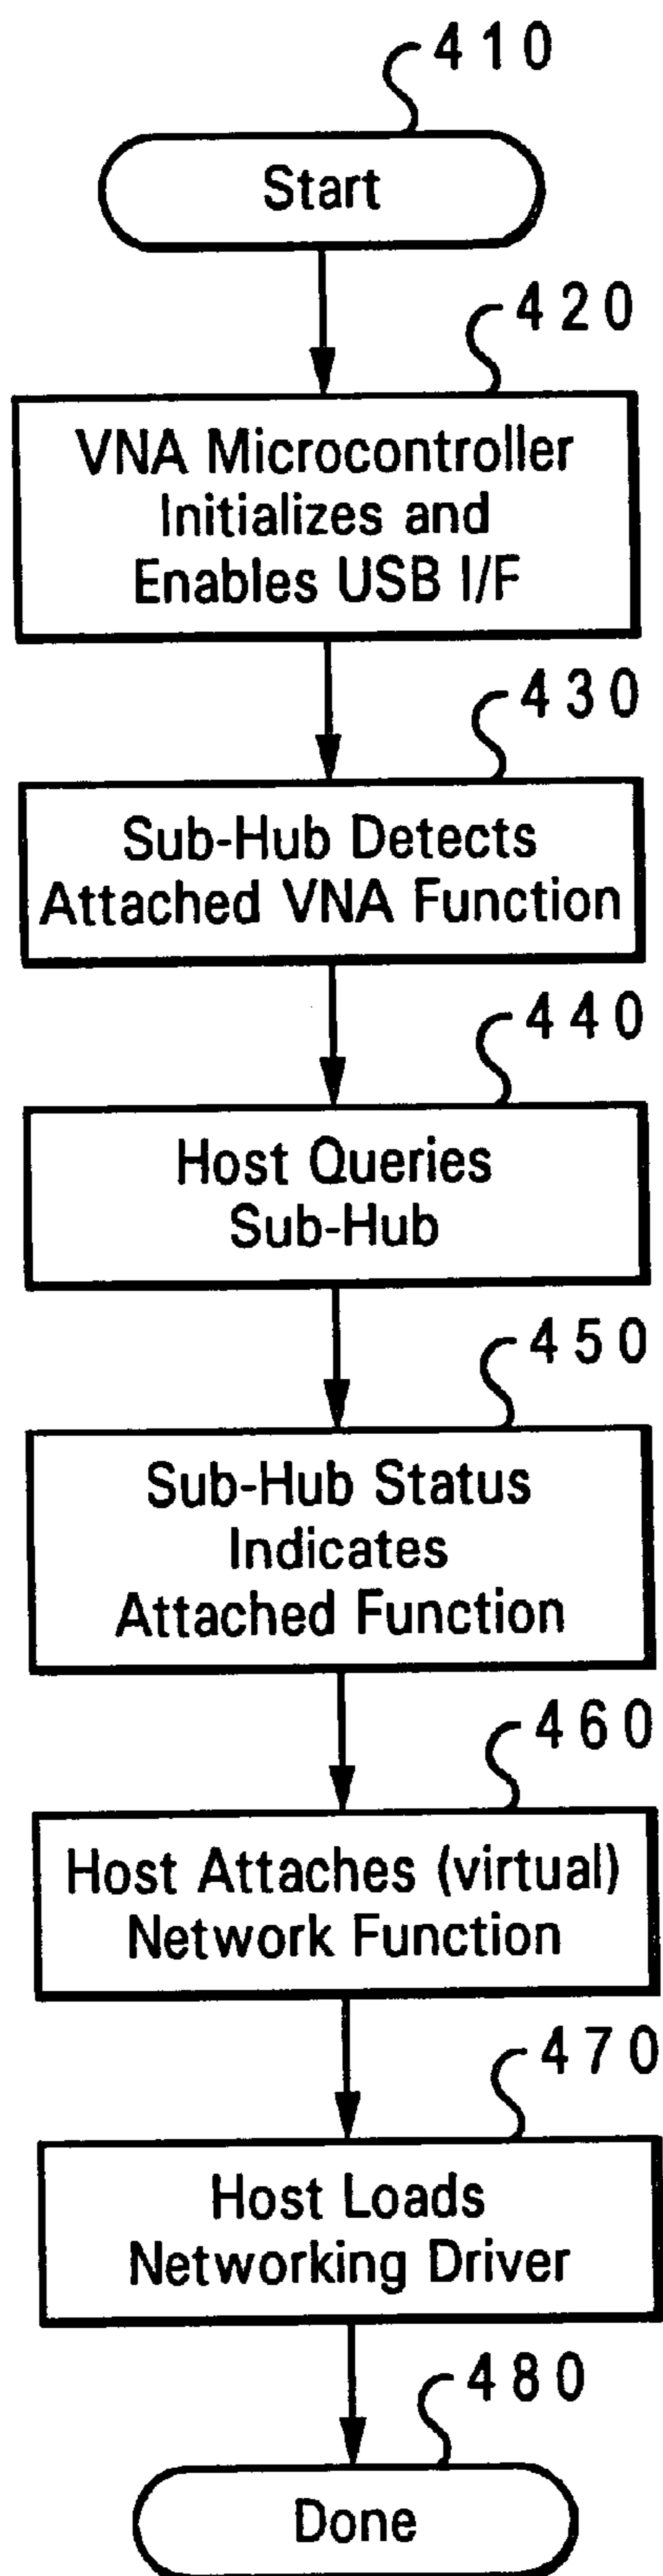 410
Start
420
VNA Microcontroller
Initializes and
Enables USB I/F
430
Sub-Hub Detects
Attached VNA Function
440
Host Queries
Sub-Hub
450
Sub-Hub Status
Indicates
Attached Function
460
Host Attaches (virtual)
Network Function
470
Host Loads
Networking Driver
480
Done